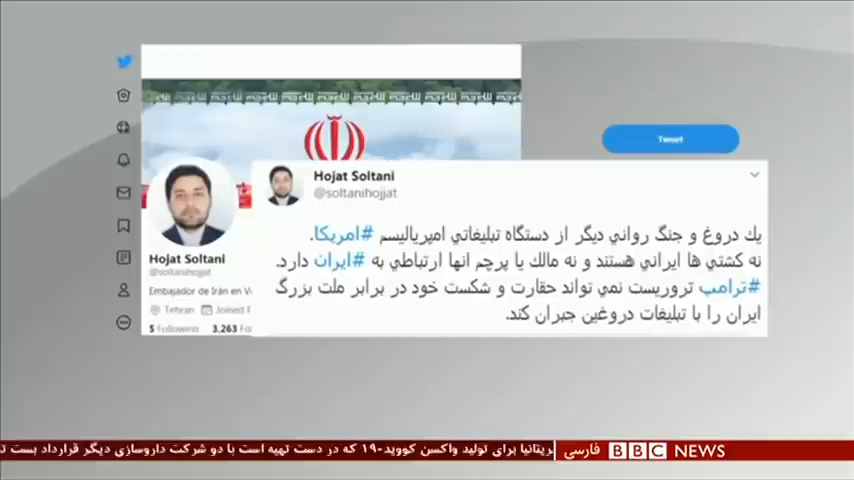 Tweet
Hojat Soltani
@soltanihojjat
يك دروغ و جنگ رواني ديگر از دستگاه تبليغاتي امپرياليسم #امريكا.
نه كشتي ها ايراني هستند و نه مالك يا پرچم انها ارتباطي به #ايران دارد.
#ترامپ تروريست نمي تواند حقارت و شكست خود در برابر ملت بزرگ
ايران را با تبليغات دروغين جبران كند.
Hojat Soltani
@soltanihojjat
Embajador de Irán en V
Tehran Joined F
5 Following 3,263 Fo
بریتانیا برای تولید واکسن کووید-۱۹ که در دست تهیه است با دو شرکت داروسازی دیگر قرارداد بست
فارسی BBC NEWS